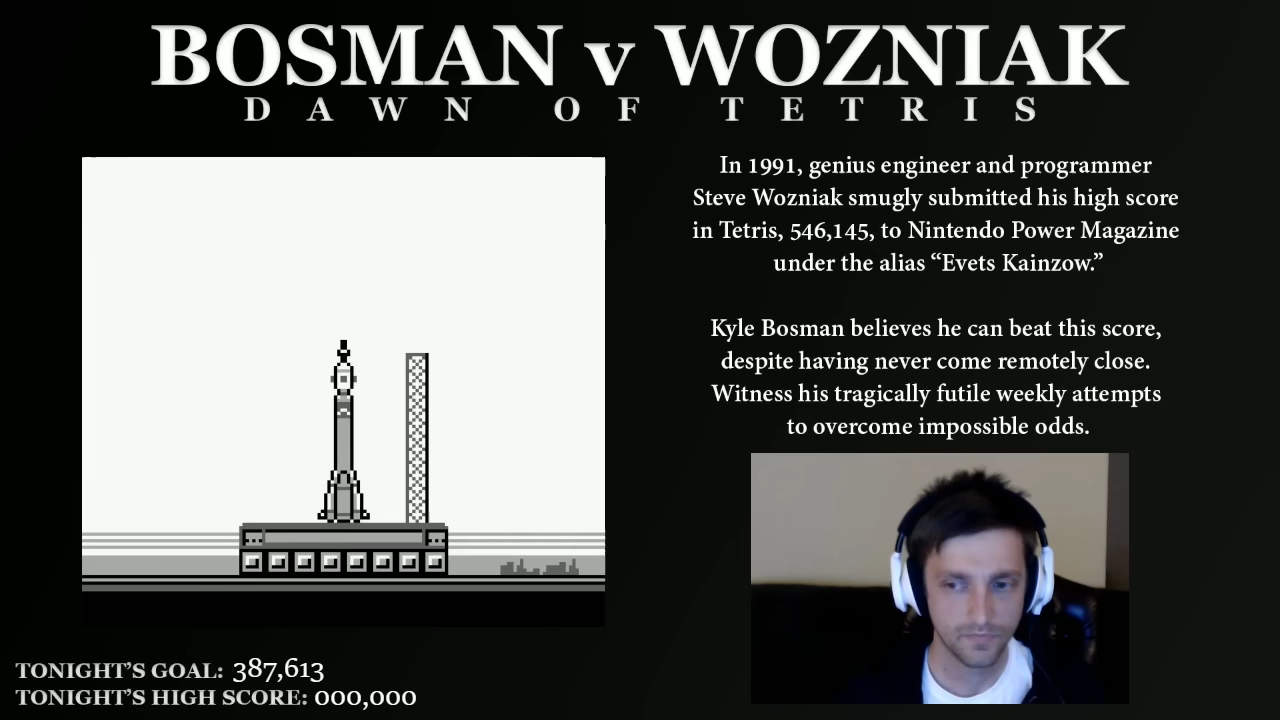 BOSMAN v WOZNIAK
DAWN OF TETRIS
In 1991, genius engineer and programmer
Steve Wozniak smugly submitted his high score
in Tetris, 546,145, to Nintendo Power Magazine
under the alias “Evets Kainzow.”
Kyle Bosman believes he can beat this score,
despite having never come remotely close.
Witness his tragically futile weekly attempts
to overcome impossible odds.
TONIGHT’S GOAL: 387,613
TONIGHT’S HIGH SCORE: 000,000